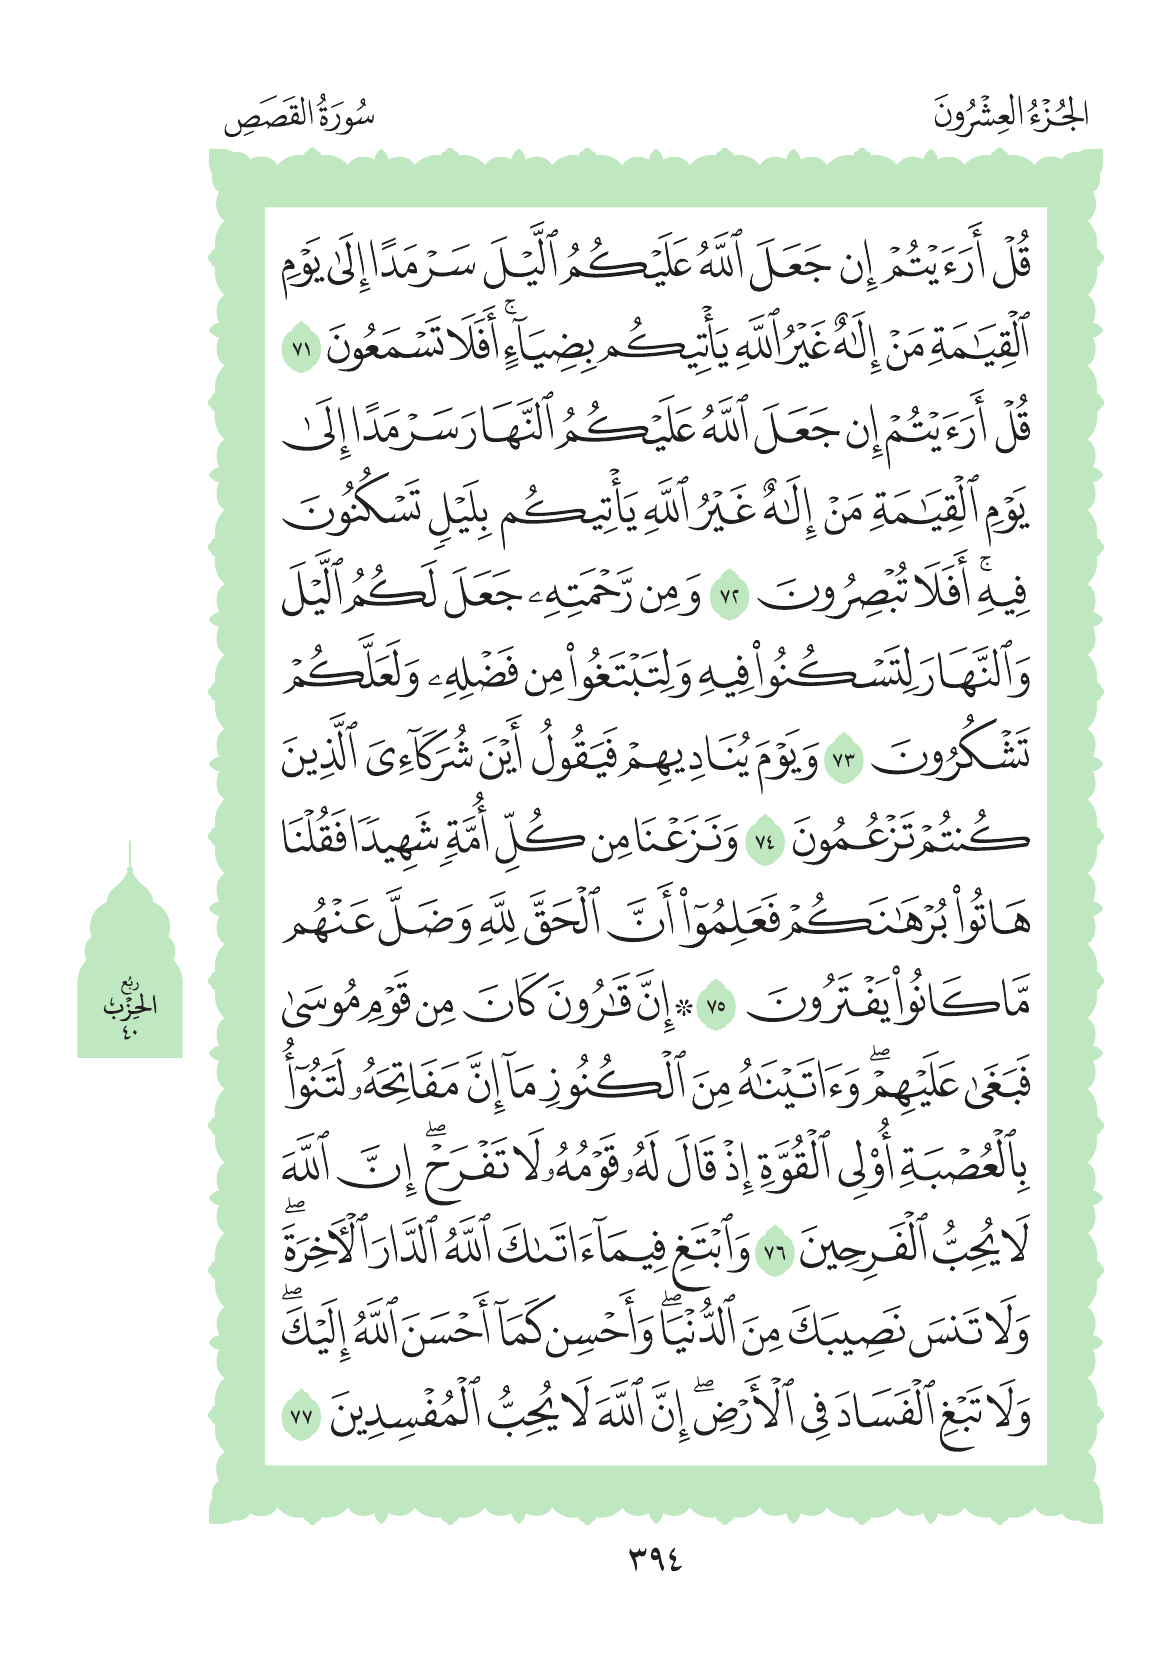 الجُزْءُ العِشْرُونَ
سُورَةُ القَصَصِ
قُلْ أَرَءَيْتُمْ إِن جَعَلَ ٱللَّهُ عَلَيْكُمُ ٱلَّيْلَ سَرْمَدًا إِلَىٰ يَوْمِ
ٱلْقِيَٰمَةِ مَنْ إِلَٰهٌ غَيْرُ ٱللَّهِ يَأْتِيكُم بِضِيَآءٍ ۚ أَفَلَا تَسْمَعُونَ ٧١
قُلْ أَرَءَيْتُمْ إِن جَعَلَ ٱللَّهُ عَلَيْكُمُ ٱلنَّهَارَ سَرْمَدًا إِلَىٰ
يَوْمِ ٱلْقِيَٰمَةِ مَنْ إِلَٰهٌ غَيْرُ ٱللَّهِ يَأْتِيكُم بِلَيْلٍ تَسْكُنُونَ
فِيهِ ۚ أَفَلَا تُبْصِرُونَ ٧٢ وَمِن رَّحْمَتِهِۦ جَعَلَ لَكُمُ ٱلَّيْلَ
وَٱلنَّهَارَ لِتَسْكُنُوا۟ فِيهِ وَلِتَبْتَغُوا۟ مِن فَضْلِهِۦ وَلَعَلَّكُمْ
تَشْكُرُونَ ٧٣ وَيَوْمَ يُنَادِيهِمْ فَيَقُولُ أَيْنَ شُرَكَآءِىَ ٱلَّذِينَ
كُنتُمْ تَزْعُمُونَ ٧٤ وَنَزَعْنَا مِن كُلِّ أُمَّةٍ شَهِيدًا فَقُلْنَا
هَاتُوا۟ بُرْهَٰنَكُمْ فَعَلِمُوٓا۟ أَنَّ ٱلْحَقَّ لِلَّهِ وَضَلَّ عَنْهُم
مَّا كَانُوا۟ يَفْتَرُونَ ٧٥ ۞ إِنَّ قَٰرُونَ كَانَ مِن قَوْمِ مُوسَىٰ
فَبَغَىٰ عَلَيْهِمْ ۖ وَءَاتَيْنَٰهُ مِنَ ٱلْكُنُوزِ مَآ إِنَّ مَفَاتِحَهُۥ لَتَنُوٓأُ
بِٱلْعُصْبَةِ أُو۟لِى ٱلْقُوَّةِ إِذْ قَالَ لَهُۥ قَوْمُهُۥ لَا تَفْرَحْ ۖ إِنَّ ٱللَّهَ
لَا يُحِبُّ ٱلْفَرِحِينَ ٧٦ وَٱبْتَغِ فِيمَآ ءَاتَىٰكَ ٱللَّهُ ٱلدَّارَ ٱلْءَاخِرَةَ ۖ
وَلَا تَنسَ نَصِيبَكَ مِنَ ٱلدُّنْيَا ۖ وَأَحْسِن كَمَآ أَحْسَنَ ٱللَّهُ إِلَيْكَ ۖ
وَلَا تَبْغِ ٱلْفَسَادَ فِى ٱلْأَرْضِ ۖ إِنَّ ٱللَّهَ لَا يُحِبُّ ٱلْمُفْسِدِينَ ٧٧
رُبْع
الحِزْب
٤٠
٣٩٤